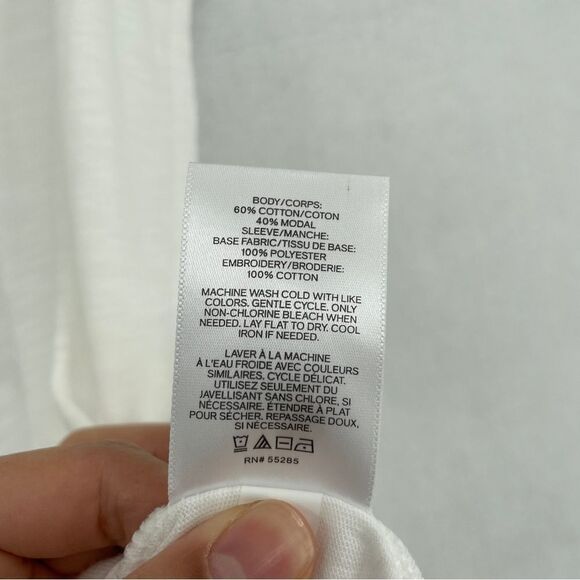 BODY/CORPS:
60% COTTON/COTON
40% MODAL
SLEEVE/MANCHE:
BASE FABRIC/TISSU DE BASE:
100% POLYESTER
EMBROIDERY/BRODERIE:
100% COTTON
MACHINE WASH COLD WITH LIKE
COLORS. GENTLE CYCLE. ONLY
NON-CHLORINE BLEACH WHEN
NEEDED. LAY FLAT TO DRY. COOL
IRON IF NEEDED.
LAVER À LA MACHINE
À L'EAU FROIDE AVEC COULEURS
SIMILAIRES. CYCLE DÉLICAT.
UTILISEZ SEULEMENT DU
JAVELLISANT SANS CHLORE, SI
NÉCESSAIRE. ÉTENDRE À PLAT
POUR SÉCHER. REPASSAGE DOUX,
SI NÉCESSAIRE.
RN# 55285